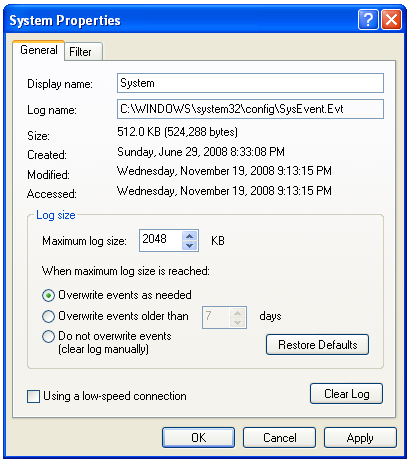 System Properties
General Filter
Display name: System
Log name: C:\WINDOWS\system32\config\SysEvent.Evt
Size: 512.0 KB (524,288 bytes)
Created: Sunday, June 29, 2008 8:33:08 PM
Modified: Wednesday, November 19, 2008 9:13:15 PM
Accessed: Wednesday, November 19, 2008 9:13:15 PM
Log size
Maximum log size: 2048 KB
When maximum log size is reached:
Overwrite events as needed
Overwrite events older than 7 days
Do not overwrite events
(clear log manually)
Restore Defaults
Using a low-speed connection
Clear Log
OK Cancel Apply